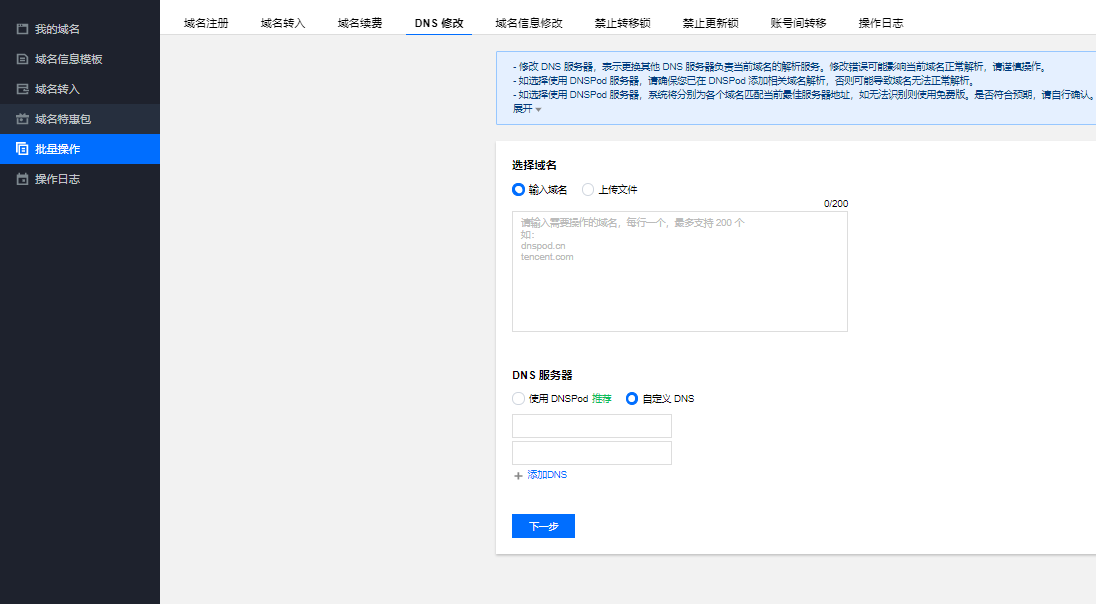 我的域名
域名信息模板
域名转入
域名特惠包
批量操作
操作日志
域名注册 域名转入 域名续费 DNS 修改 域名信息修改 禁止转移锁 禁止更新锁 账号间转移 操作日志
- 修改 DNS 服务器，表示更换其他 DNS 服务器负责当前域名的解析服务。修改错误可能影响当前域名正常解析，请谨慎操作。
- 如选择使用 DNSPod 服务器，请确保您已在 DNSPod 添加相关域名解析，否则可能导致域名无法正常解析。
- 如选择使用 DNSPod 服务器，系统将分别为各个域名匹配当前最佳服务器地址，如无法识别则使用免费版。是否符合预期，请自行确认。
展开
选择域名
输入域名 上传文件
0/200
请输入需要操作的域名，每行一个，最多支持 200 个
如：
dnspod.cn
tencent.com
DNS 服务器
使用 DNSPod 推荐 自定义 DNS
+ 添加DNS
下一步